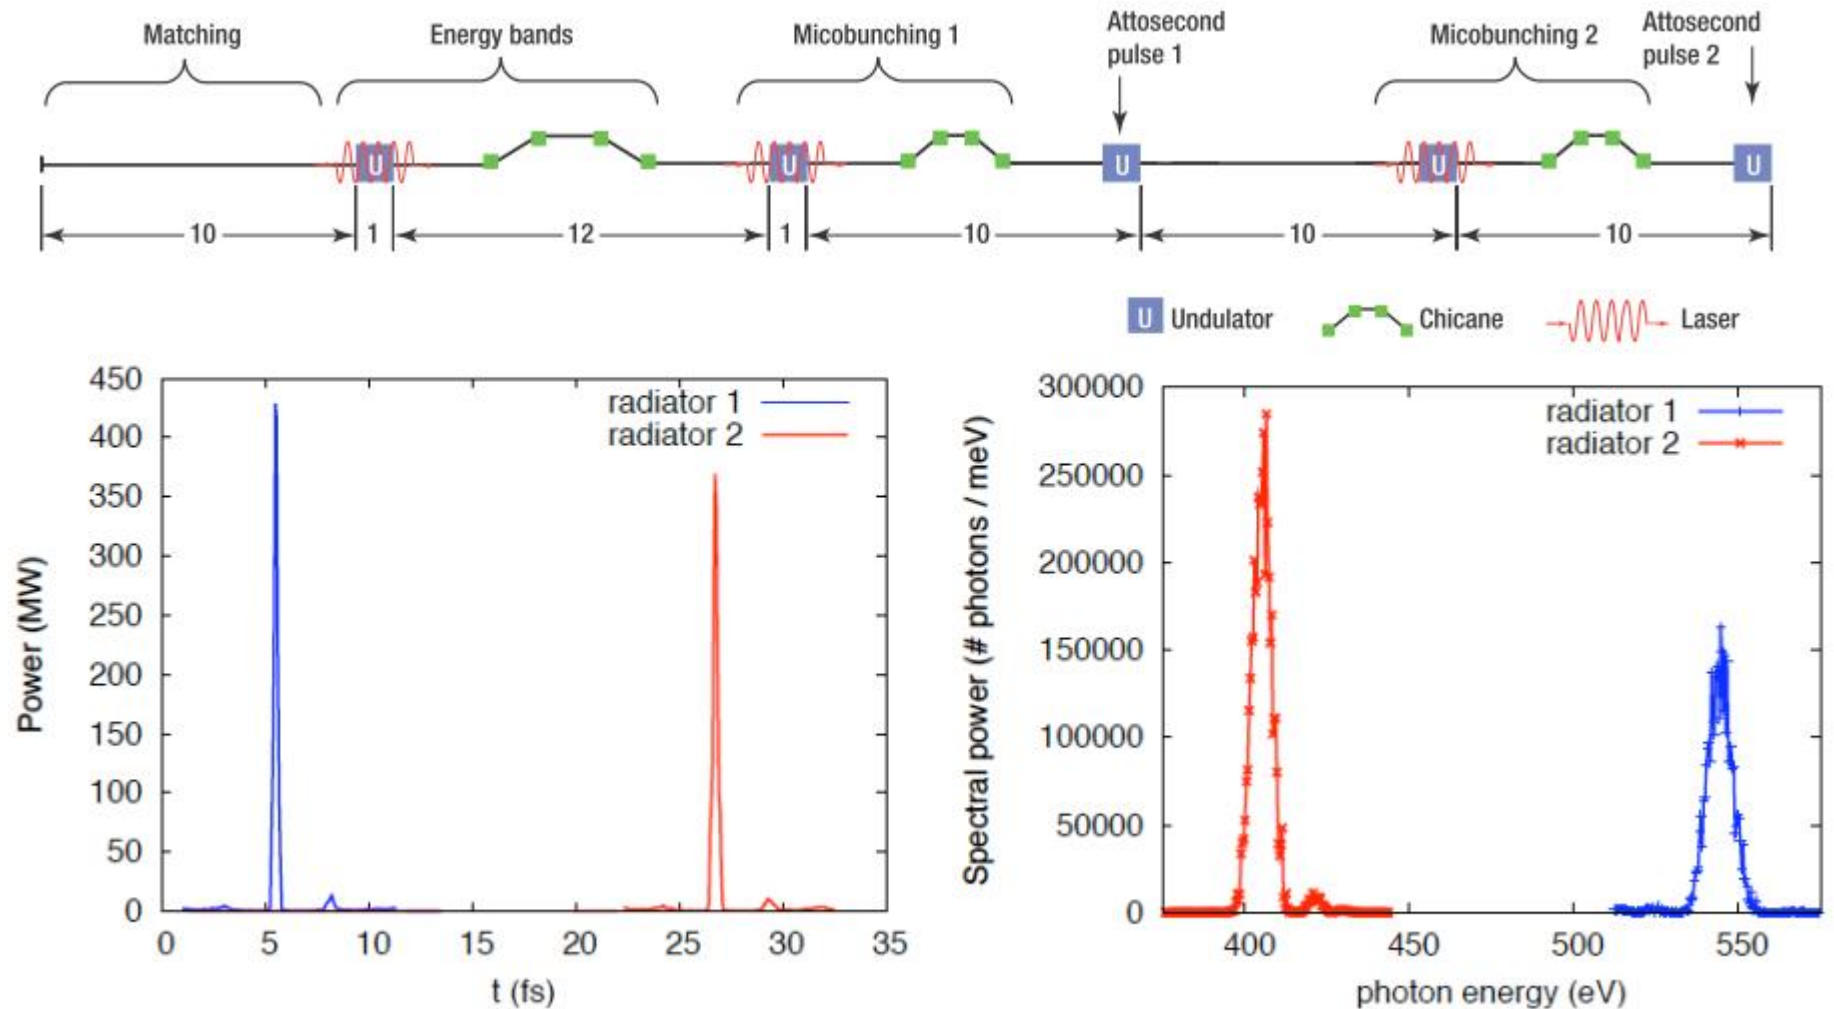 Matching
Energy bands
Micobunching 1
Attosecond
pulse 1
Micobunching 2
Attosecond
pulse 2
U
U
U
U
U
10
1
12
1
10
10
10
U Undulator
Chicane
Laser
450
400
350
300
250
200
150
100
50
0
Power (MW)
radiator 1
radiator 2
0 5 10 15 20 25 30 35
t (fs)
300000
250000
200000
150000
100000
50000
0
Spectral power (# photons / meV)
radiator 1
radiator 2
400 450 500 550
photon energy (eV)